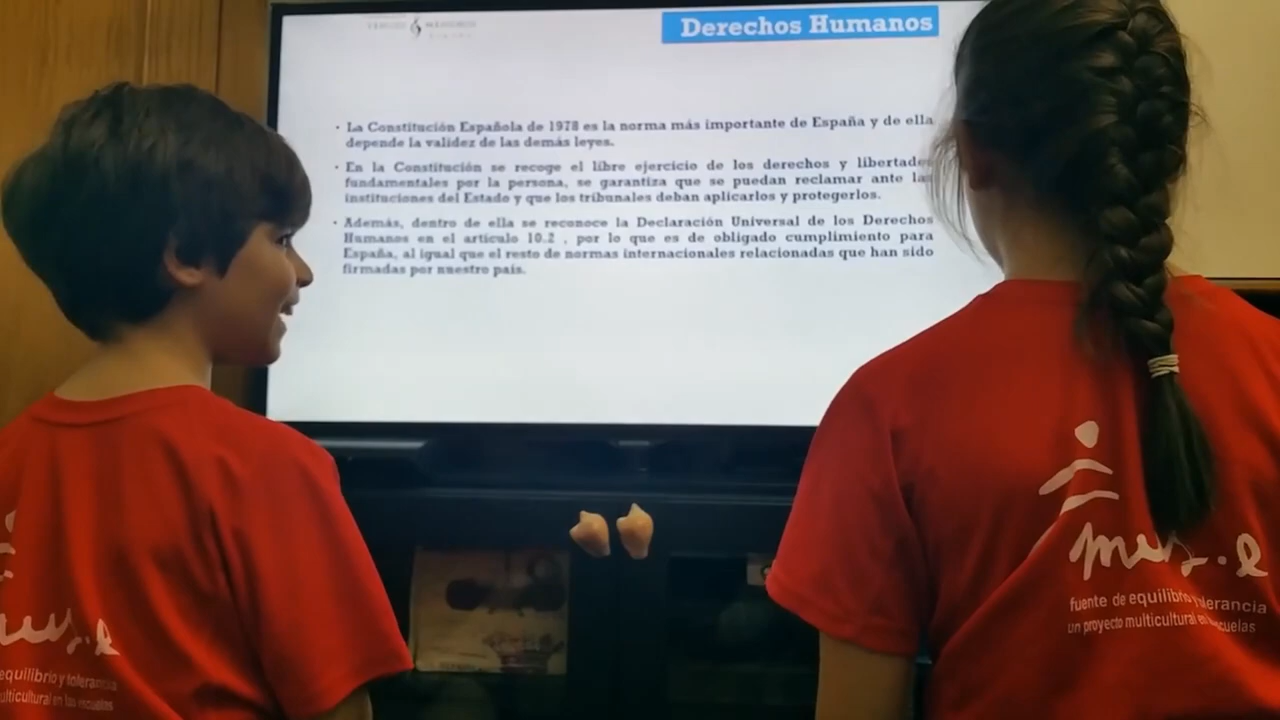 Derechos Humanos
· La Constitución Española de 1978 es la norma más importante de España y de ella
depende la validez de las demás leyes.
· En la Constitución se recoge el libre ejercicio de los derechos y libertades
fundamentales por la persona, se garantiza que se puedan reclamar ante las
instituciones del Estado y que los tribunales deban aplicarlos y protegerlos.
· Además, dentro de ella se reconoce la Declaración Universal de los Derechos
Humanos en el artículo 10.2 , por lo que es de obligado cumplimiento para
España, al igual que el resto de normas internacionales relacionadas que han sido
firmadas por nuestro país.
mus.e
equilibrio y tolerancia
multicultural en las escuelas
mus.e
fuente de equilibrio tolerancia
un proyecto multicultural en escuelas